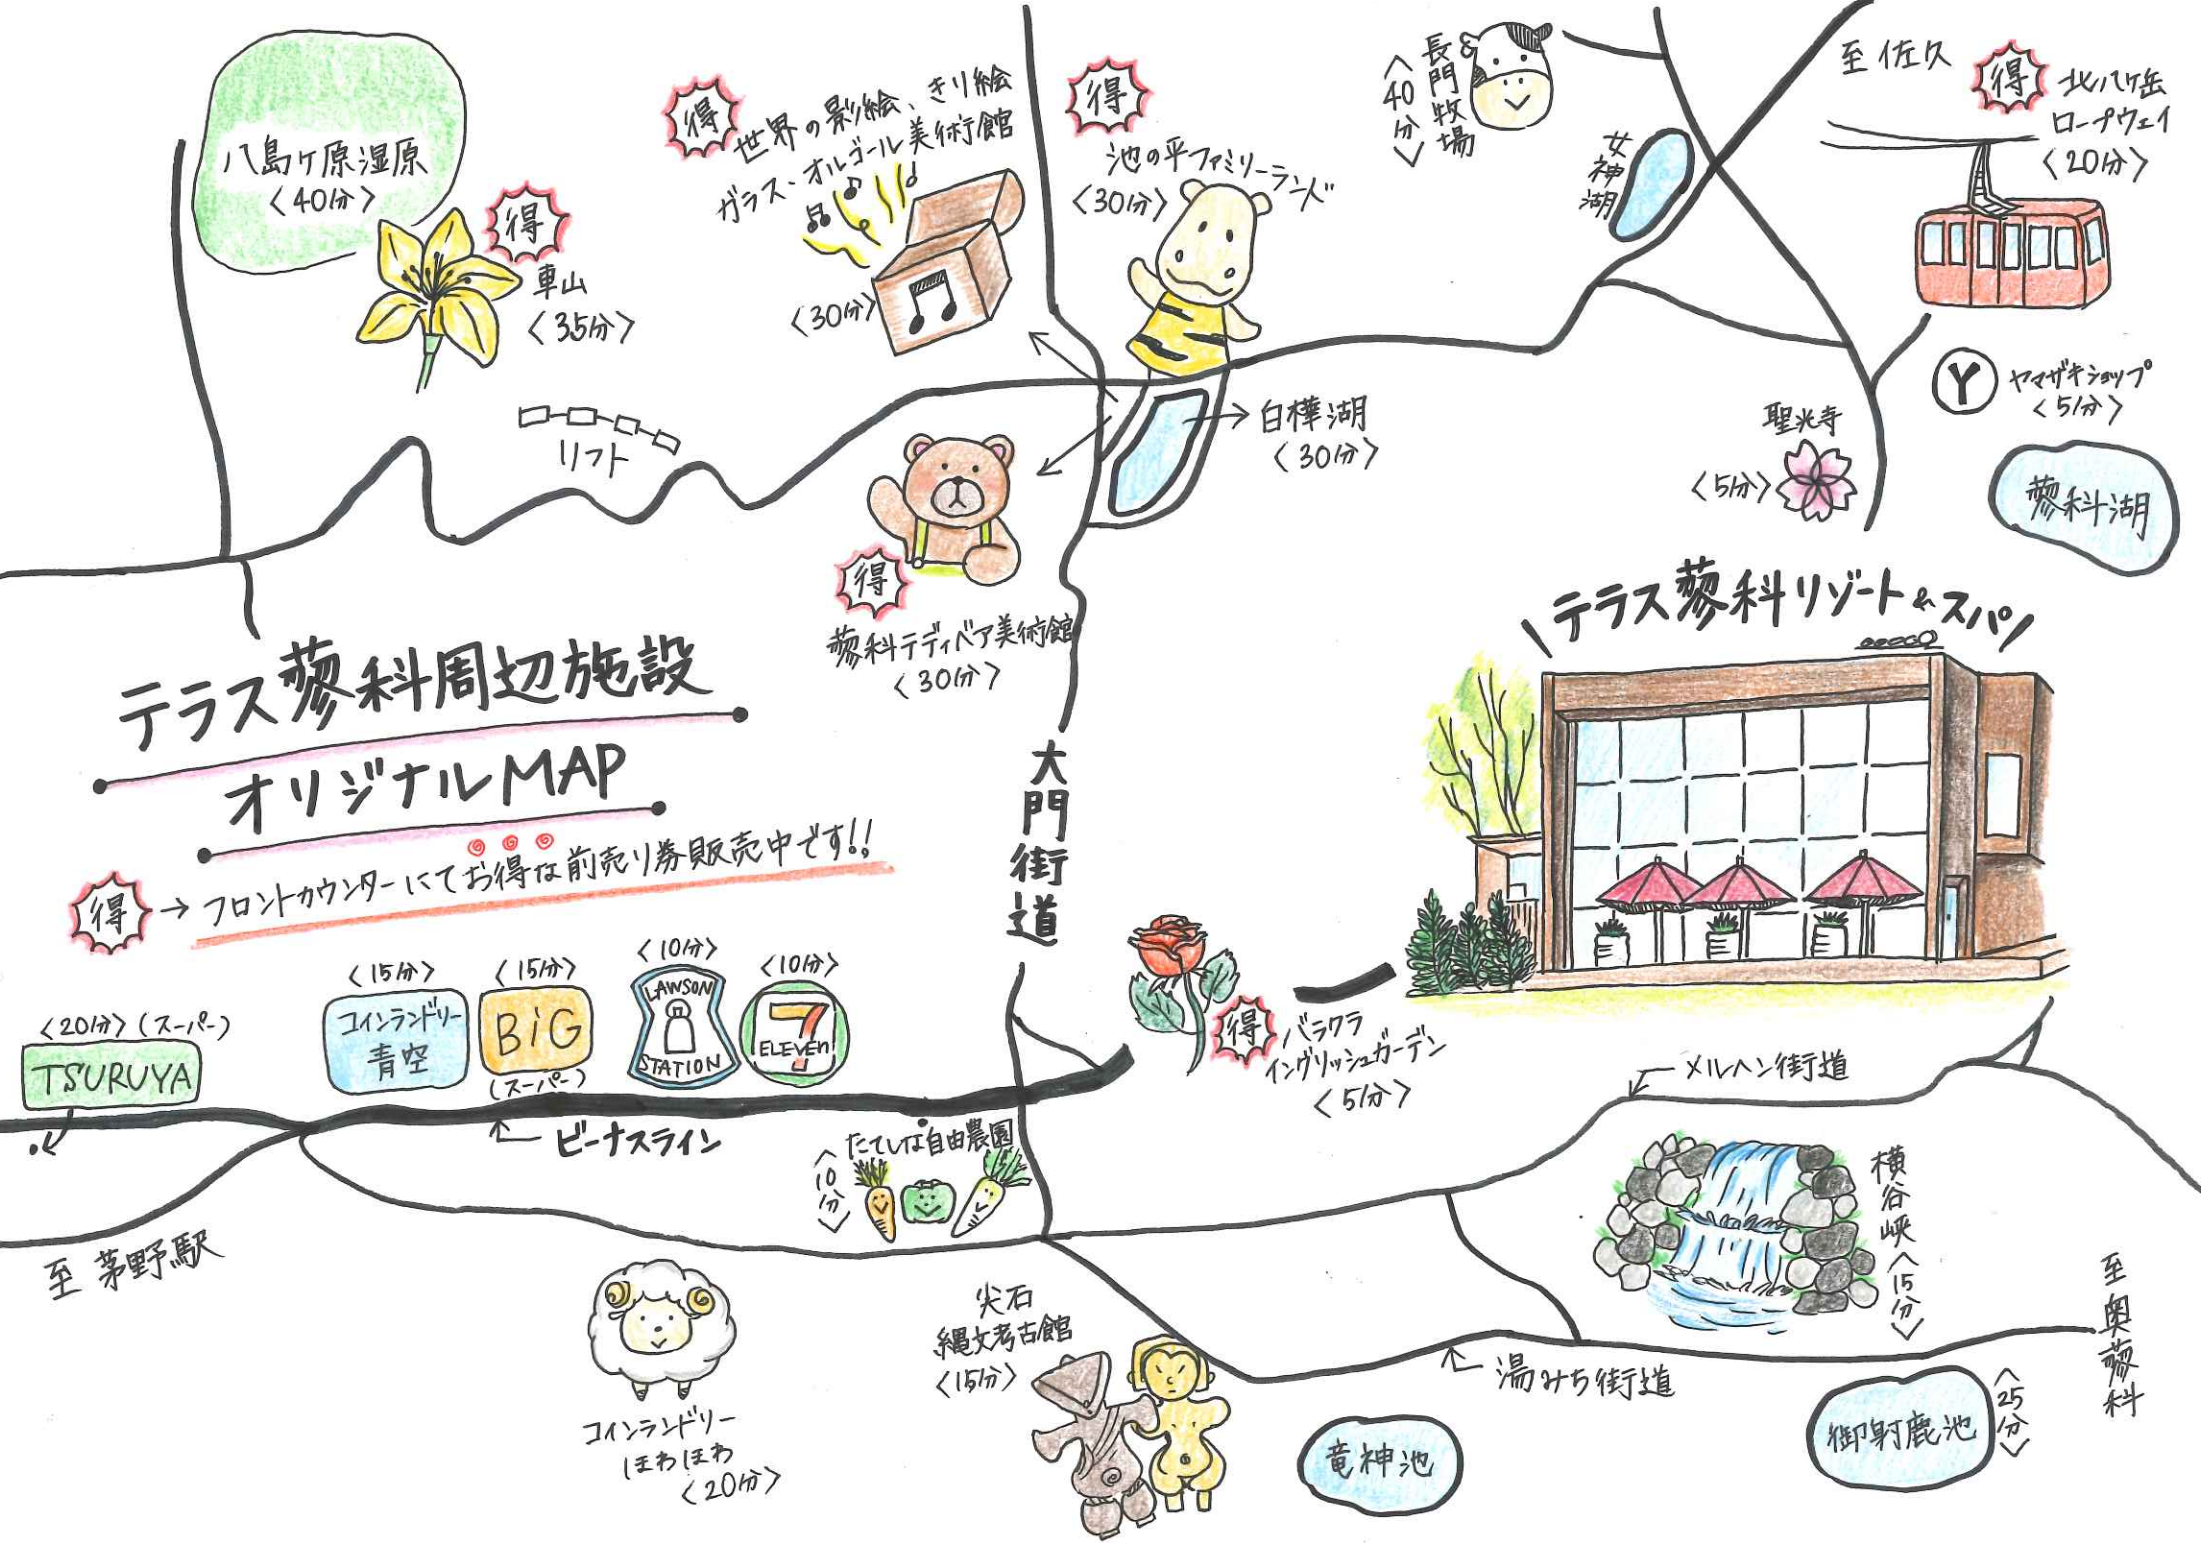 八島ヶ原湿原
〈40分〉
得
車山
〈35分〉
リフト
得
世界の影絵、きり絵
ガラス・オルゴール美術館
〈30分〉
得
池の平ファミリーランド
〈30分〉
長門牧場
〈40分〉
女神湖
至 佐久
得
北八ヶ岳
ロープウェイ
〈20分〉
Y
ヤマザキショップ
〈5分〉
聖光寺
〈5分〉
蓼科湖
白樺湖
〈30分〉
得
蓼科テディベア美術館
〈30分〉
\テラス蓼科リゾート&スパ/
テラス蓼科周辺施設
オリジナルMAP
得→フロントカウンターにてお得な前売り券販売中です!!
大門街道
〈20分〉(スーパー)
TSURUYA
〈15分〉
コインランドリー
青空
〈15分〉
BiG
(スーパー)
〈10分〉
LAWSON
STATION
〈10分〉
7
ELEVEn
ビーナスライン
得
バラクラ
イングリッシュガーデン
〈5分〉
メルヘン街道
たてしな自由農園
〈10分〉
至 茅野駅
コインランドリー
ほわほわ
〈20分〉
尖石
縄文考古館
〈15分〉
横谷峡〈15分〉
湯みち街道
至奥蓼科
竜神池
御射鹿池
〈25分〉